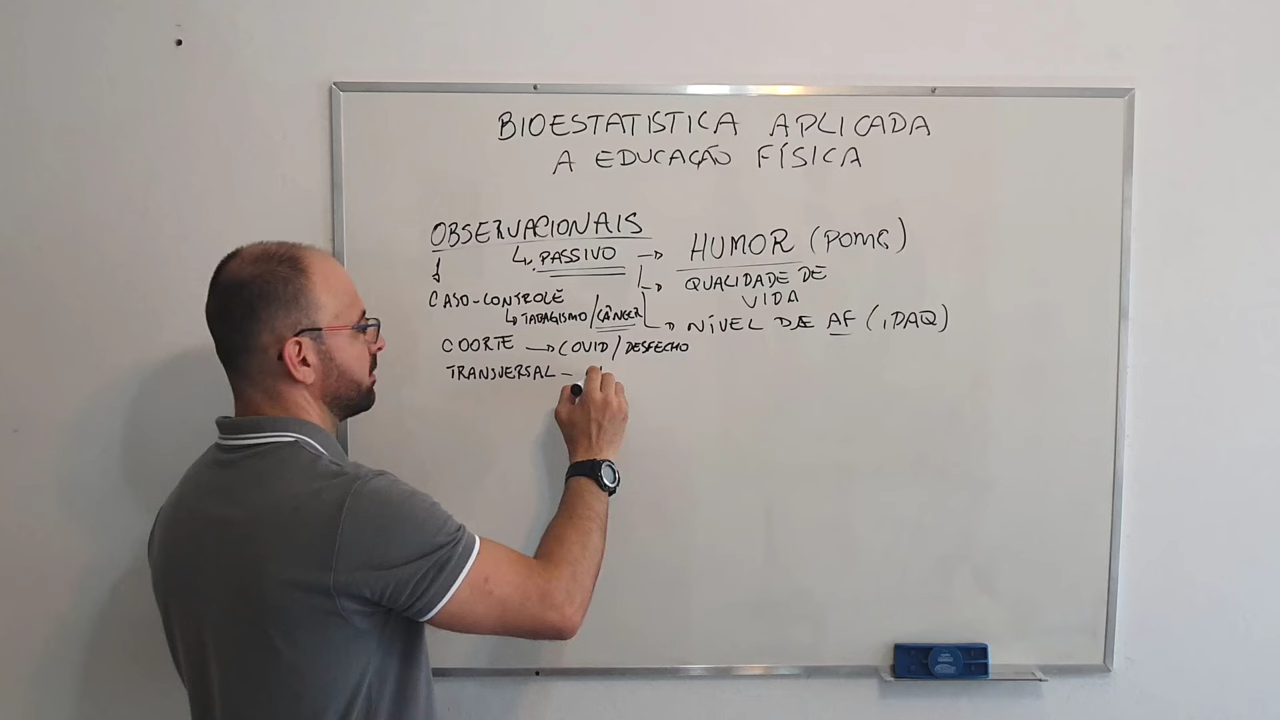 BIOESTATISTICA APLICADA
A EDUCAÇÃO FÍSICA
OBSERVACIONAIS
PASSIVO → HUMOR (POMS)
QUALIDADE DE
VIDA
CASO-CONTROLE
TABAGISMO/CÂNCER
NÍVEL DE AF (IPAQ)
COORTE → COVID/DESFECHO
TRANSVERSAL -